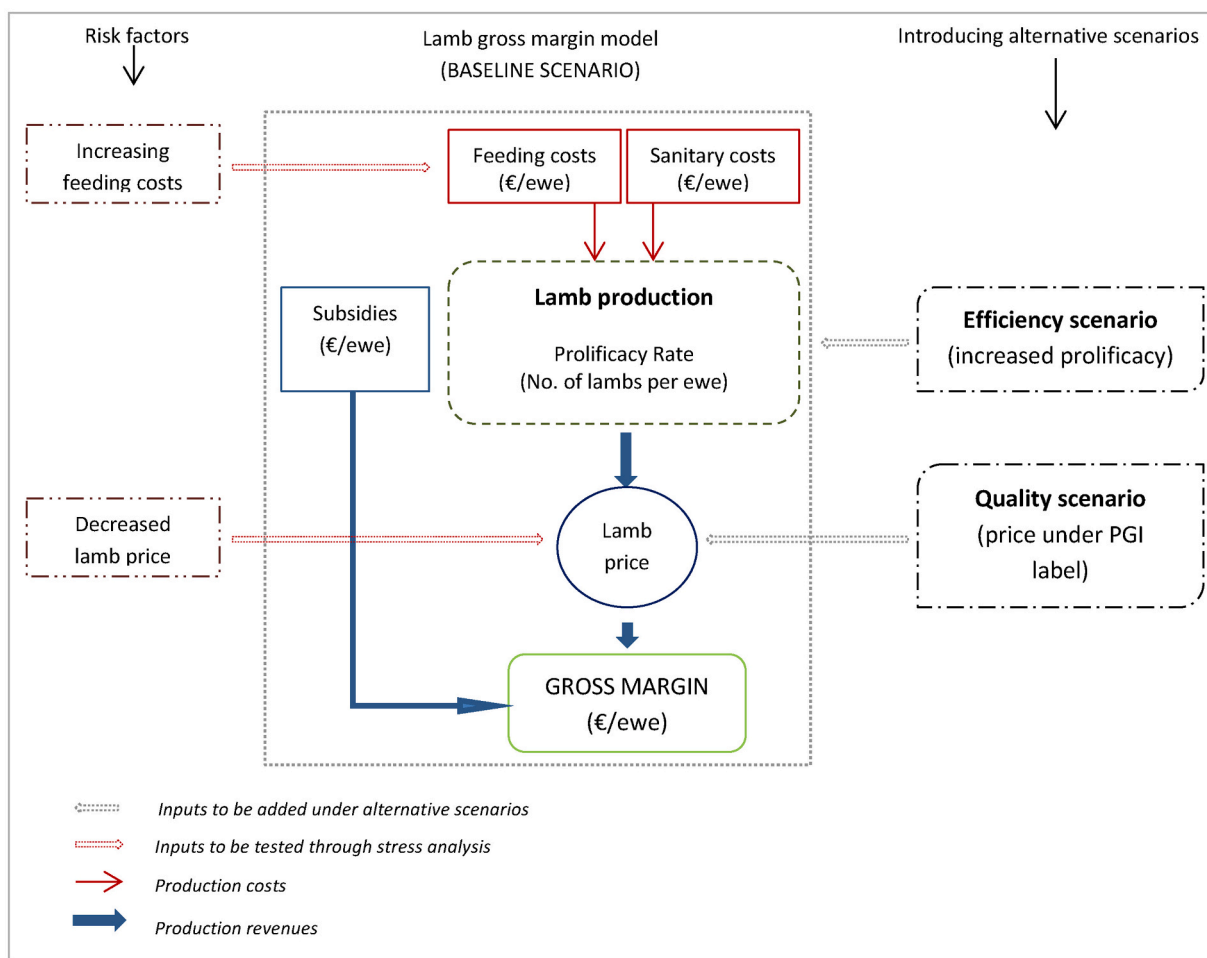 Risk factors
Lamb gross margin model
(BASELINE SCENARIO)
Introducing alternative scenarios
Increasing
feeding costs
Feeding costs
(€/ewe)
Sanitary costs
(€/ewe)
Subsidies
(€/ewe)
Lamb production
Prolificacy Rate
(No. of lambs per ewe)
Efficiency scenario
(increased prolificacy)
Decreased
lamb price
Lamb
price
Quality scenario
(price under PGI
label)
GROSS MARGIN
(€/ewe)
Inputs to be added under alternative scenarios
Inputs to be tested through stress analysis
Production costs
Production revenues